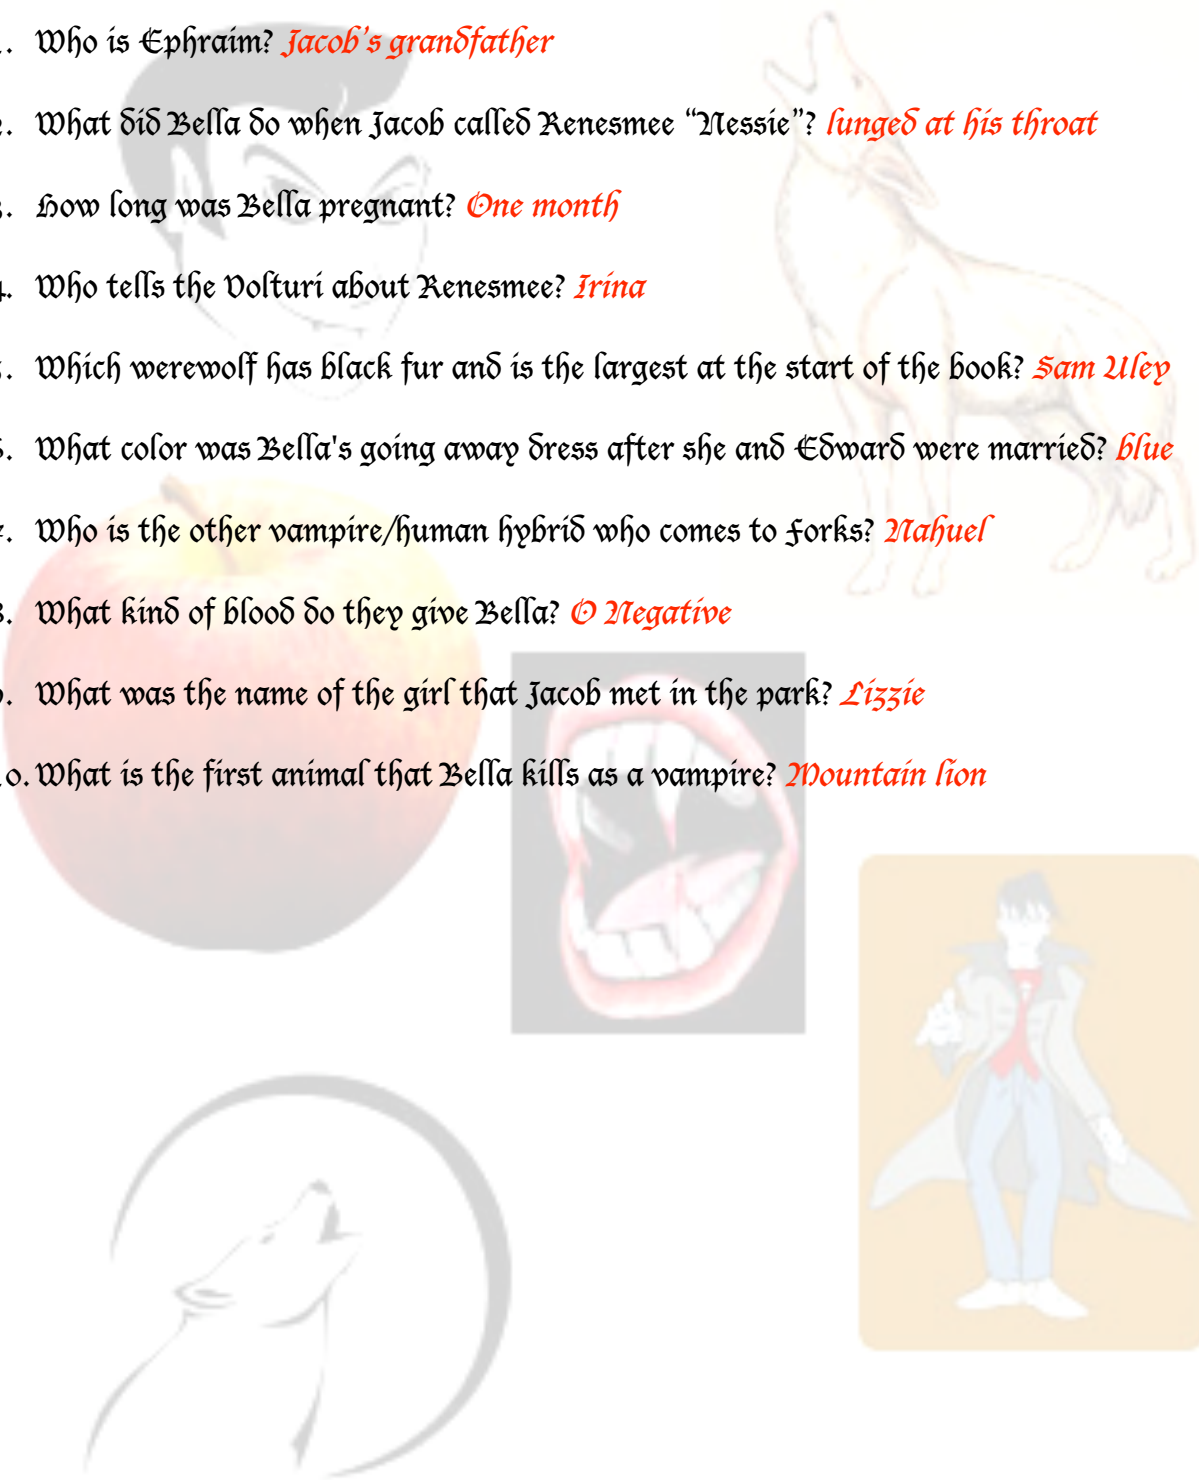 . Who is Ephraim? Jacob's grandfather
. What did Bella do when Jacob called Renesmee “Nessie”? lunged at his throat
. How long was Bella pregnant? One month
. Who tells the Volturi about Renesmee? Irina
. Which werewolf has black fur and is the largest at the start of the book? Sam Uley
. What color was Bella's going away dress after she and Edward were married? blue
. Who is the other vampire/human hybrid who comes to Forks? Nahuel
8. What kind of blood do they give Bella? O Negative
. What was the name of the girl that Jacob met in the park? Lizzie
0. What is the first animal that Bella kills as a vampire? Mountain lion